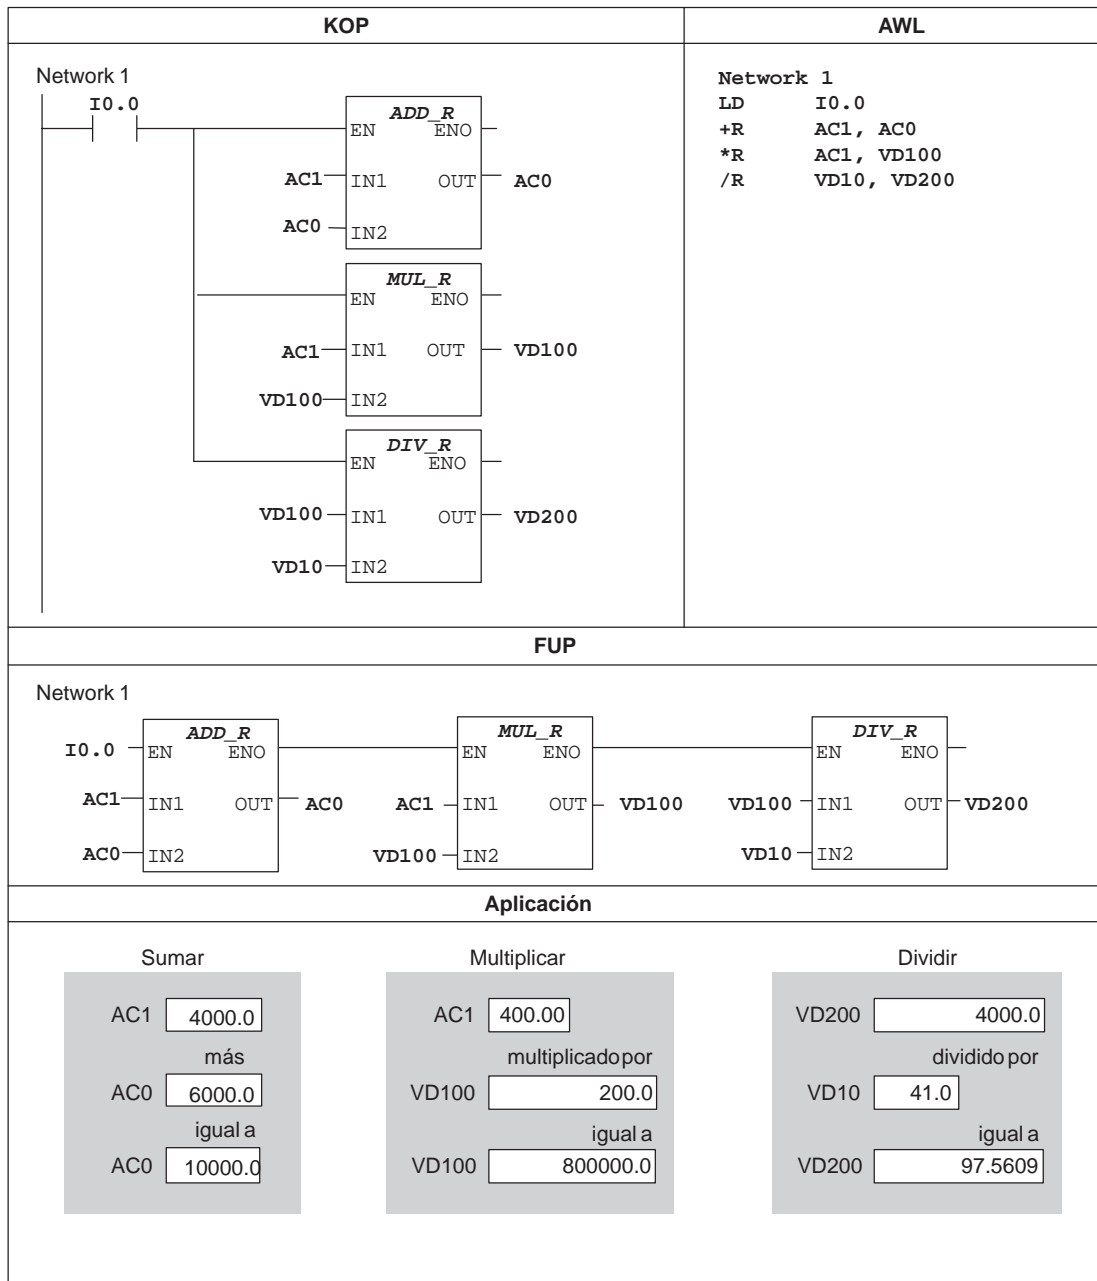 KOP
AWL
Network 1
I0.0
ADD_R
EN ENO
AC1 IN1 OUT AC0
AC0 IN2
MUL_R
EN ENO
AC1 IN1 OUT VD100
VD100 IN2
DIV_R
EN ENO
VD100 IN1 OUT VD200
VD10 IN2
Network 1
LD I0.0
+R AC1, AC0
*R AC1, VD100
/R VD10, VD200
FUP
Network 1
ADD_R
I0.0 EN ENO
AC1 IN1 OUT AC0
AC0 IN2
MUL_R
EN ENO
AC1 IN1 OUT VD100
VD100 IN2
DIV_R
EN ENO
VD100 IN1 OUT VD200
VD10 IN2
Aplicación
Sumar
AC1 4000.0
más
AC0 6000.0
igual a
AC0 10000.0
Multiplicar
AC1 400.00
multiplicado por
VD100 200.0
igual a
VD100 800000.0
Dividir
VD200 4000.0
dividido por
VD10 41.0
igual a
VD200 97.5609